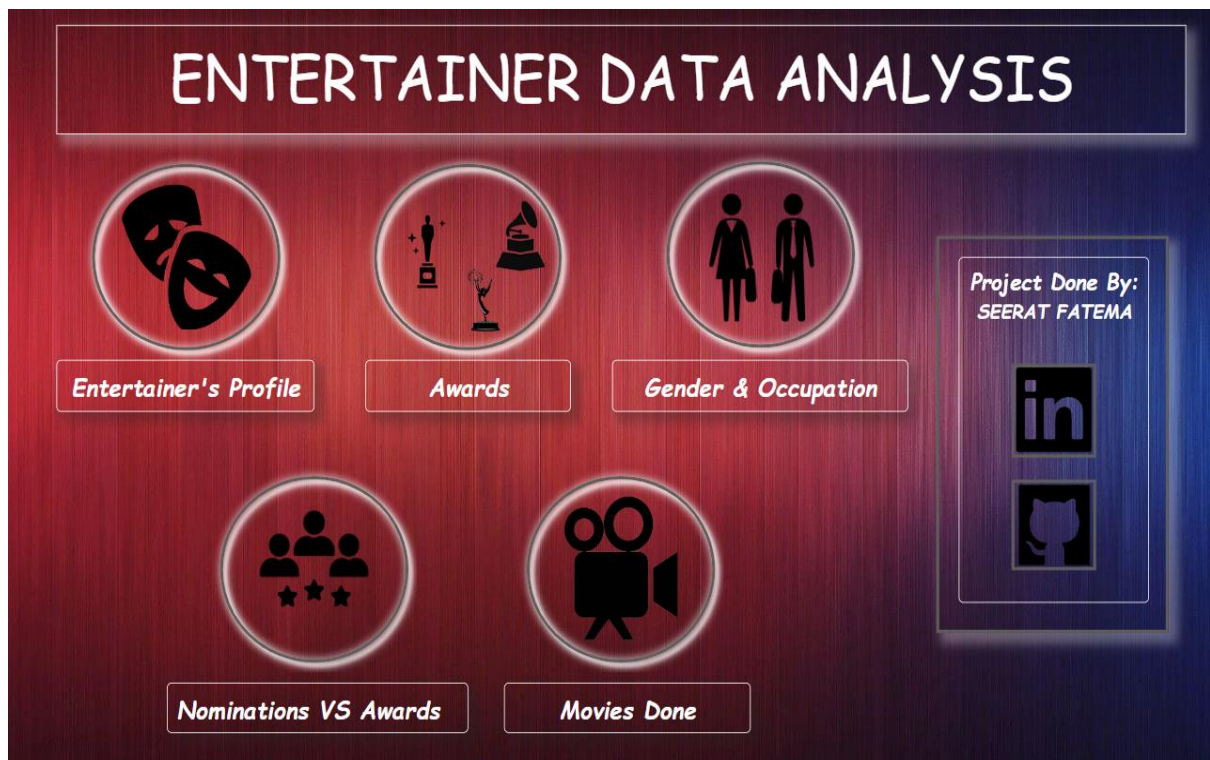 ENTERTAINER DATA ANALYSIS
Entertainer's Profile
Awards
Gender & Occupation
Project Done By:
SEERAT FATEMA
in
Nominations VS Awards
Movies Done